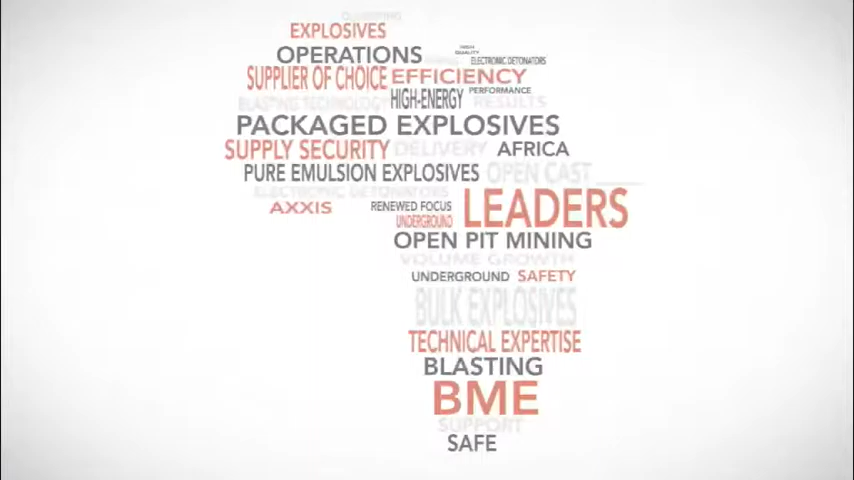 EXPLOSIVES
OPERATIONS
HIGH
QUALITY
ELECTRONIC DETONATORS
SUPPLIER OF CHOICE EFFICIENCY
PERFORMANCE
BLASTING TECHNOLOGY HIGH-ENERGY RESULTS
PACKAGED EXPLOSIVES
SUPPLY SECURITY DELIVERY AFRICA
PURE EMULSION EXPLOSIVES OPEN CAST
ELECTRONIC DETONATORS
AXXIS RENEWED FOCUS LEADERS
UNDERGROUND
OPEN PIT MINING
VOLUME GROWTH
UNDERGROUND SAFETY
BULK EXPLOSIVES
TECHNICAL EXPERTISE
BLASTING
BME
SUPPORT
SAFE